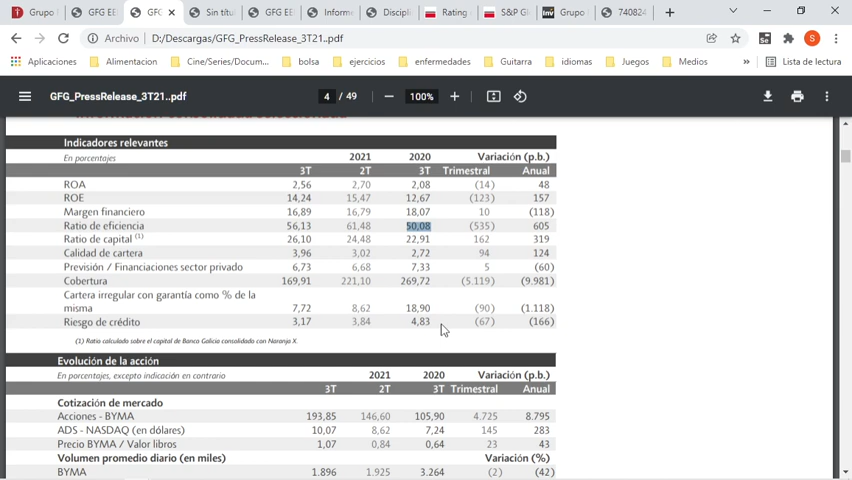 Grupo
GFG EE
GFG
Sin títu
GFG EE
Informe
Discipli
Rating
S&P Gl
Grupo
740824
D:/Descargas/GFG_PressRelease_3T21..pdf
Aplicaciones
Alimentacion
Cine/Series/Docum...
bolsa
ejercicios
enfermedades
Guitarra
idiomas
Juegos
Medios
»
Lista de lectura
GFG_PressRelease_3T21..pdf
4 / 49
100%
Indicadores relevantes
En porcentajes 2021 2020 Variación (p.b.)
3T 2T 3T Trimestral Anual
ROA 2,56 2,70 2,08 (14) 48
ROE 14,24 15,47 12,67 (123) 157
Margen financiero 16,89 16,79 18,07 10 (118)
Ratio de eficiencia 56,13 61,48 50,08 (535) 605
Ratio de capital (1) 26,10 24,48 22,91 162 319
Calidad de cartera 3,96 3,02 2,72 94 124
Previsión / Financiaciones sector privado 6,73 6,68 7,33 5 (60)
Cobertura 169,91 221,10 269,72 (5.119) (9.981)
Cartera irregular con garantía como % de la
misma 7,72 8,62 18,90 (90) (1.118)
Riesgo de crédito 3,17 3,84 4,83 (67) (166)
(1) Ratio calculado sobre el capital de Banco Galicia consolidado con Naranja X.
Evolución de la acción
En porcentajes, excepto indicación en contrario 2021 2020 Variación (p.b.)
3T 2T 3T Trimestral Anual
Cotización de mercado
Acciones - BYMA 193,85 146,60 105,90 4.725 8.795
ADS - NASDAQ (en dólares) 10,07 8,62 7,24 145 283
Precio BYMA / Valor libros 1,07 0,84 0,64 23 43
Volumen promedio diario (en miles) Variación (%)
BYMA 1.896 1.925 3.264 (2) (42)